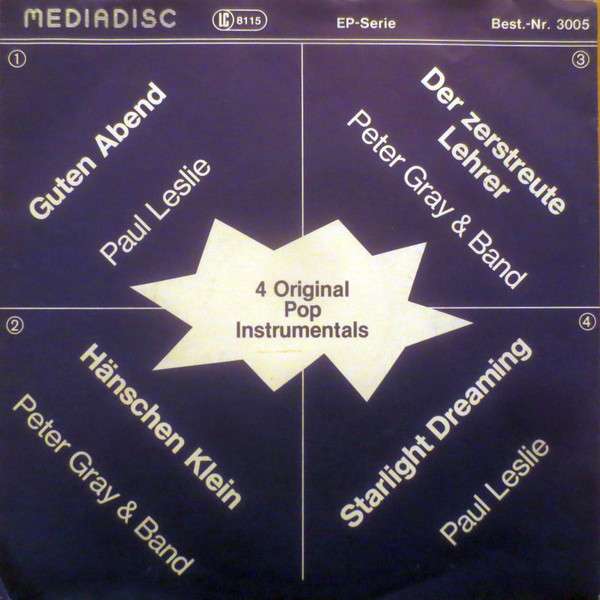 MEDIADISC
LC 8115
EP-Serie
Best.-Nr. 3005
1
Guten Abend
Paul Leslie
3
Der zerstreute
Lehrer
Peter Gray & Band
4 Original
Pop
Instrumentals
2
Hänschen Klein
Peter Gray & Band
4
Starlight Dreaming
Paul Leslie